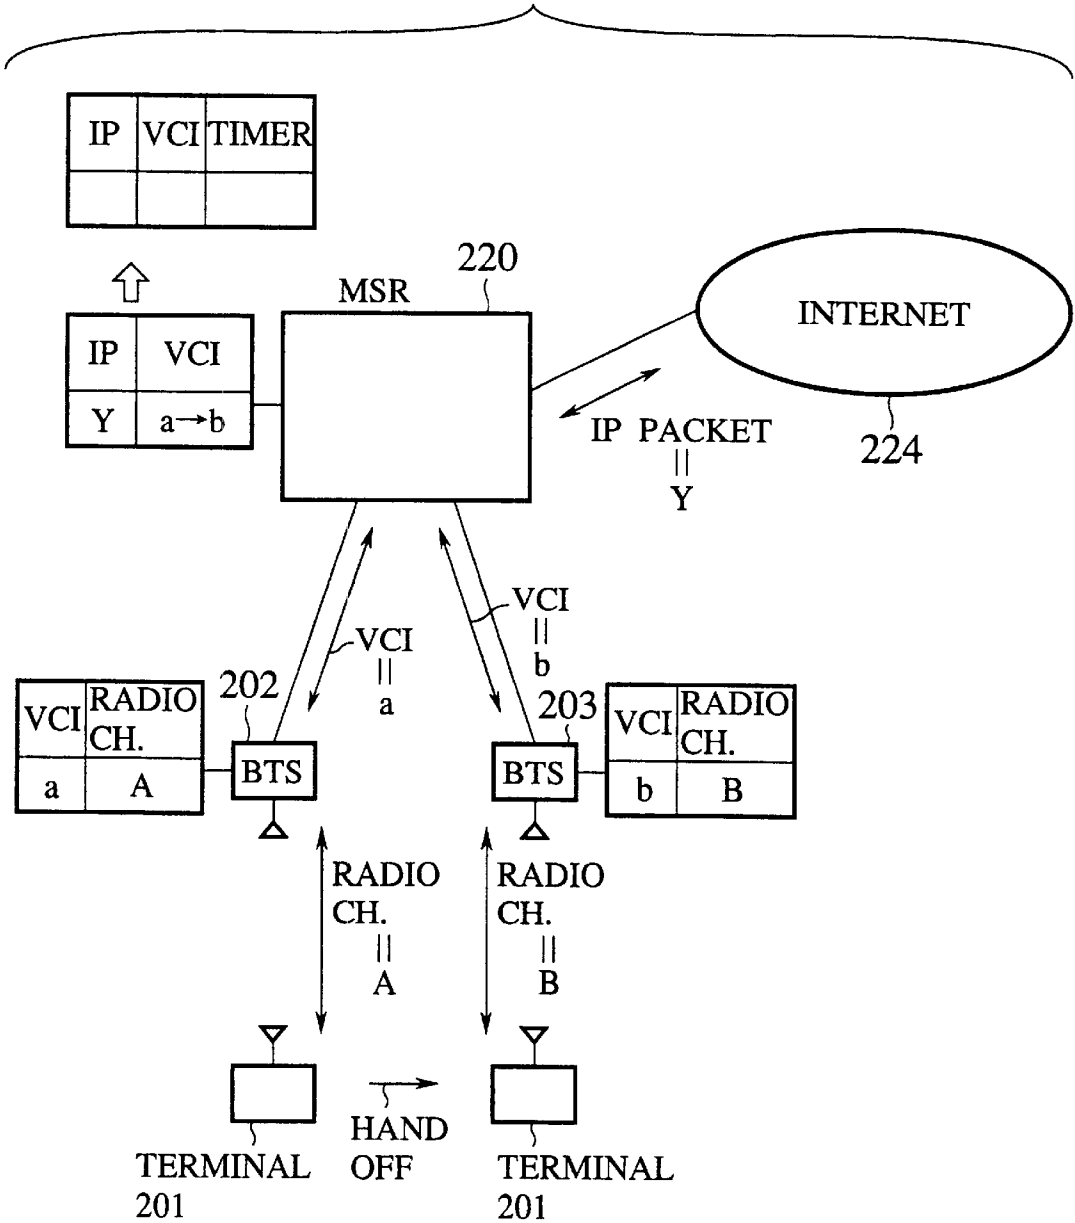 IP VCI TIMER
220
MSR
INTERNET
IP VCI
Y a→b
IP PACKET
||
Y
224
VCI
||
b
VCI
||
a
202
203
VCI RADIO CH.
a A
BTS
BTS
VCI RADIO CH.
b B
RADIO
CH.
||
A
RADIO
CH.
||
B
HAND
OFF
TERMINAL
201
TERMINAL
201